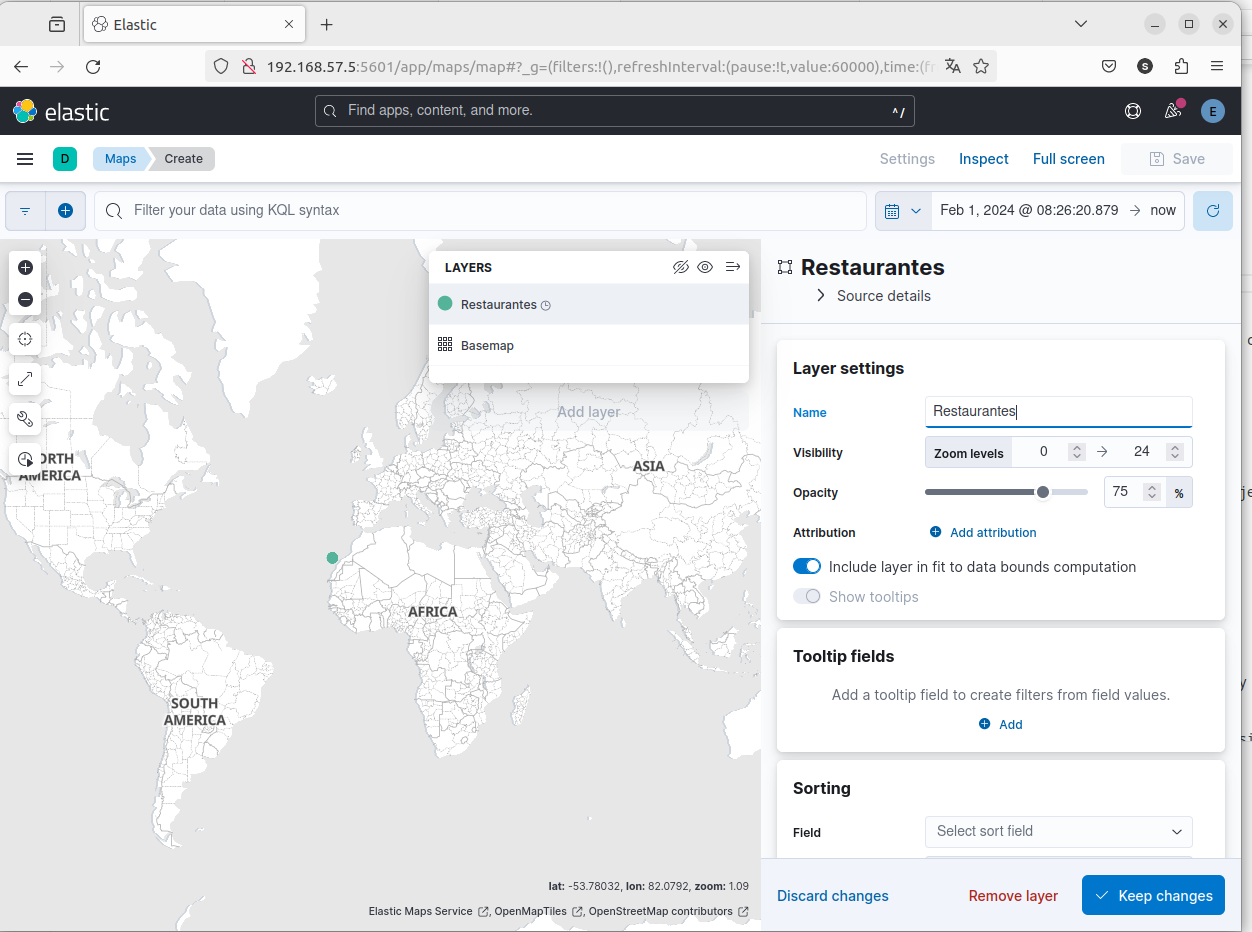 Elastic
192.168.57.5:5601/app/maps/map#?_g=(filters:!(),refreshInterval:(pause:!t,value:60000),time:(fr
S
elastic
Find apps, content, and more.
^/
E
D
Maps
Create
Settings
Inspect
Full screen
Save
Filter your data using KQL syntax
Feb 1, 2024 @ 08:26:20.879
→ now
LAYERS
Restaurantes
Basemap
Add layer
ORTH
AMERICA
ASIA
AFRICA
SOUTH
AMERICA
lat: -53.78032, lon: 82.0792, zoom: 1.09
Elastic Maps Service , OpenMapTiles , OpenStreetMap contributors
Restaurantes
Source details
Layer settings
Name
Restaurantes
Visibility
Zoom levels
0
→
24
Opacity
75
%
Attribution
Add attribution
Include layer in fit to data bounds computation
Show tooltips
Tooltip fields
Add a tooltip field to create filters from field values.
Add
Sorting
Field
Select sort field
Discard changes
Remove layer
Keep changes